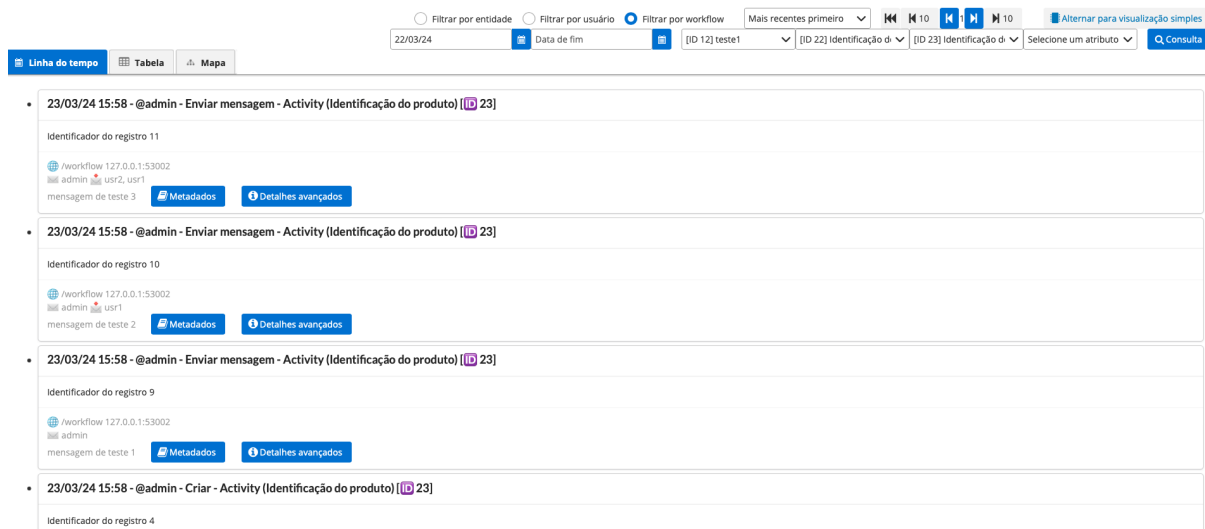 Filtrar por entidade Filtrar por usuário Filtrar por workflow Mais recentes primeiro 10 1 10 Alternar para visualização simples
22/03/24 Data de fim [ID 12] teste1 [ID 22] Identificação d [ID 23] Identificação d Selecione um atributo Consulta
Linha do tempo Tabela Mapa
23/03/24 15:58 - @admin - Enviar mensagem - Activity (Identificação do produto) [ID 23]
Identificador do registro 11
/workflow 127.0.0.1:53002
admin usr2, usr1
mensagem de teste 3 Metadados Detalhes avançados
23/03/24 15:58 - @admin - Enviar mensagem - Activity (Identificação do produto) [ID 23]
Identificador do registro 10
/workflow 127.0.0.1:53002
admin usr1
mensagem de teste 2 Metadados Detalhes avançados
23/03/24 15:58 - @admin - Enviar mensagem - Activity (Identificação do produto) [ID 23]
Identificador do registro 9
/workflow 127.0.0.1:53002
admin
mensagem de teste 1 Metadados Detalhes avançados
23/03/24 15:58 - @admin - Criar - Activity (Identificação do produto) [ID 23]
Identificador do registro 4